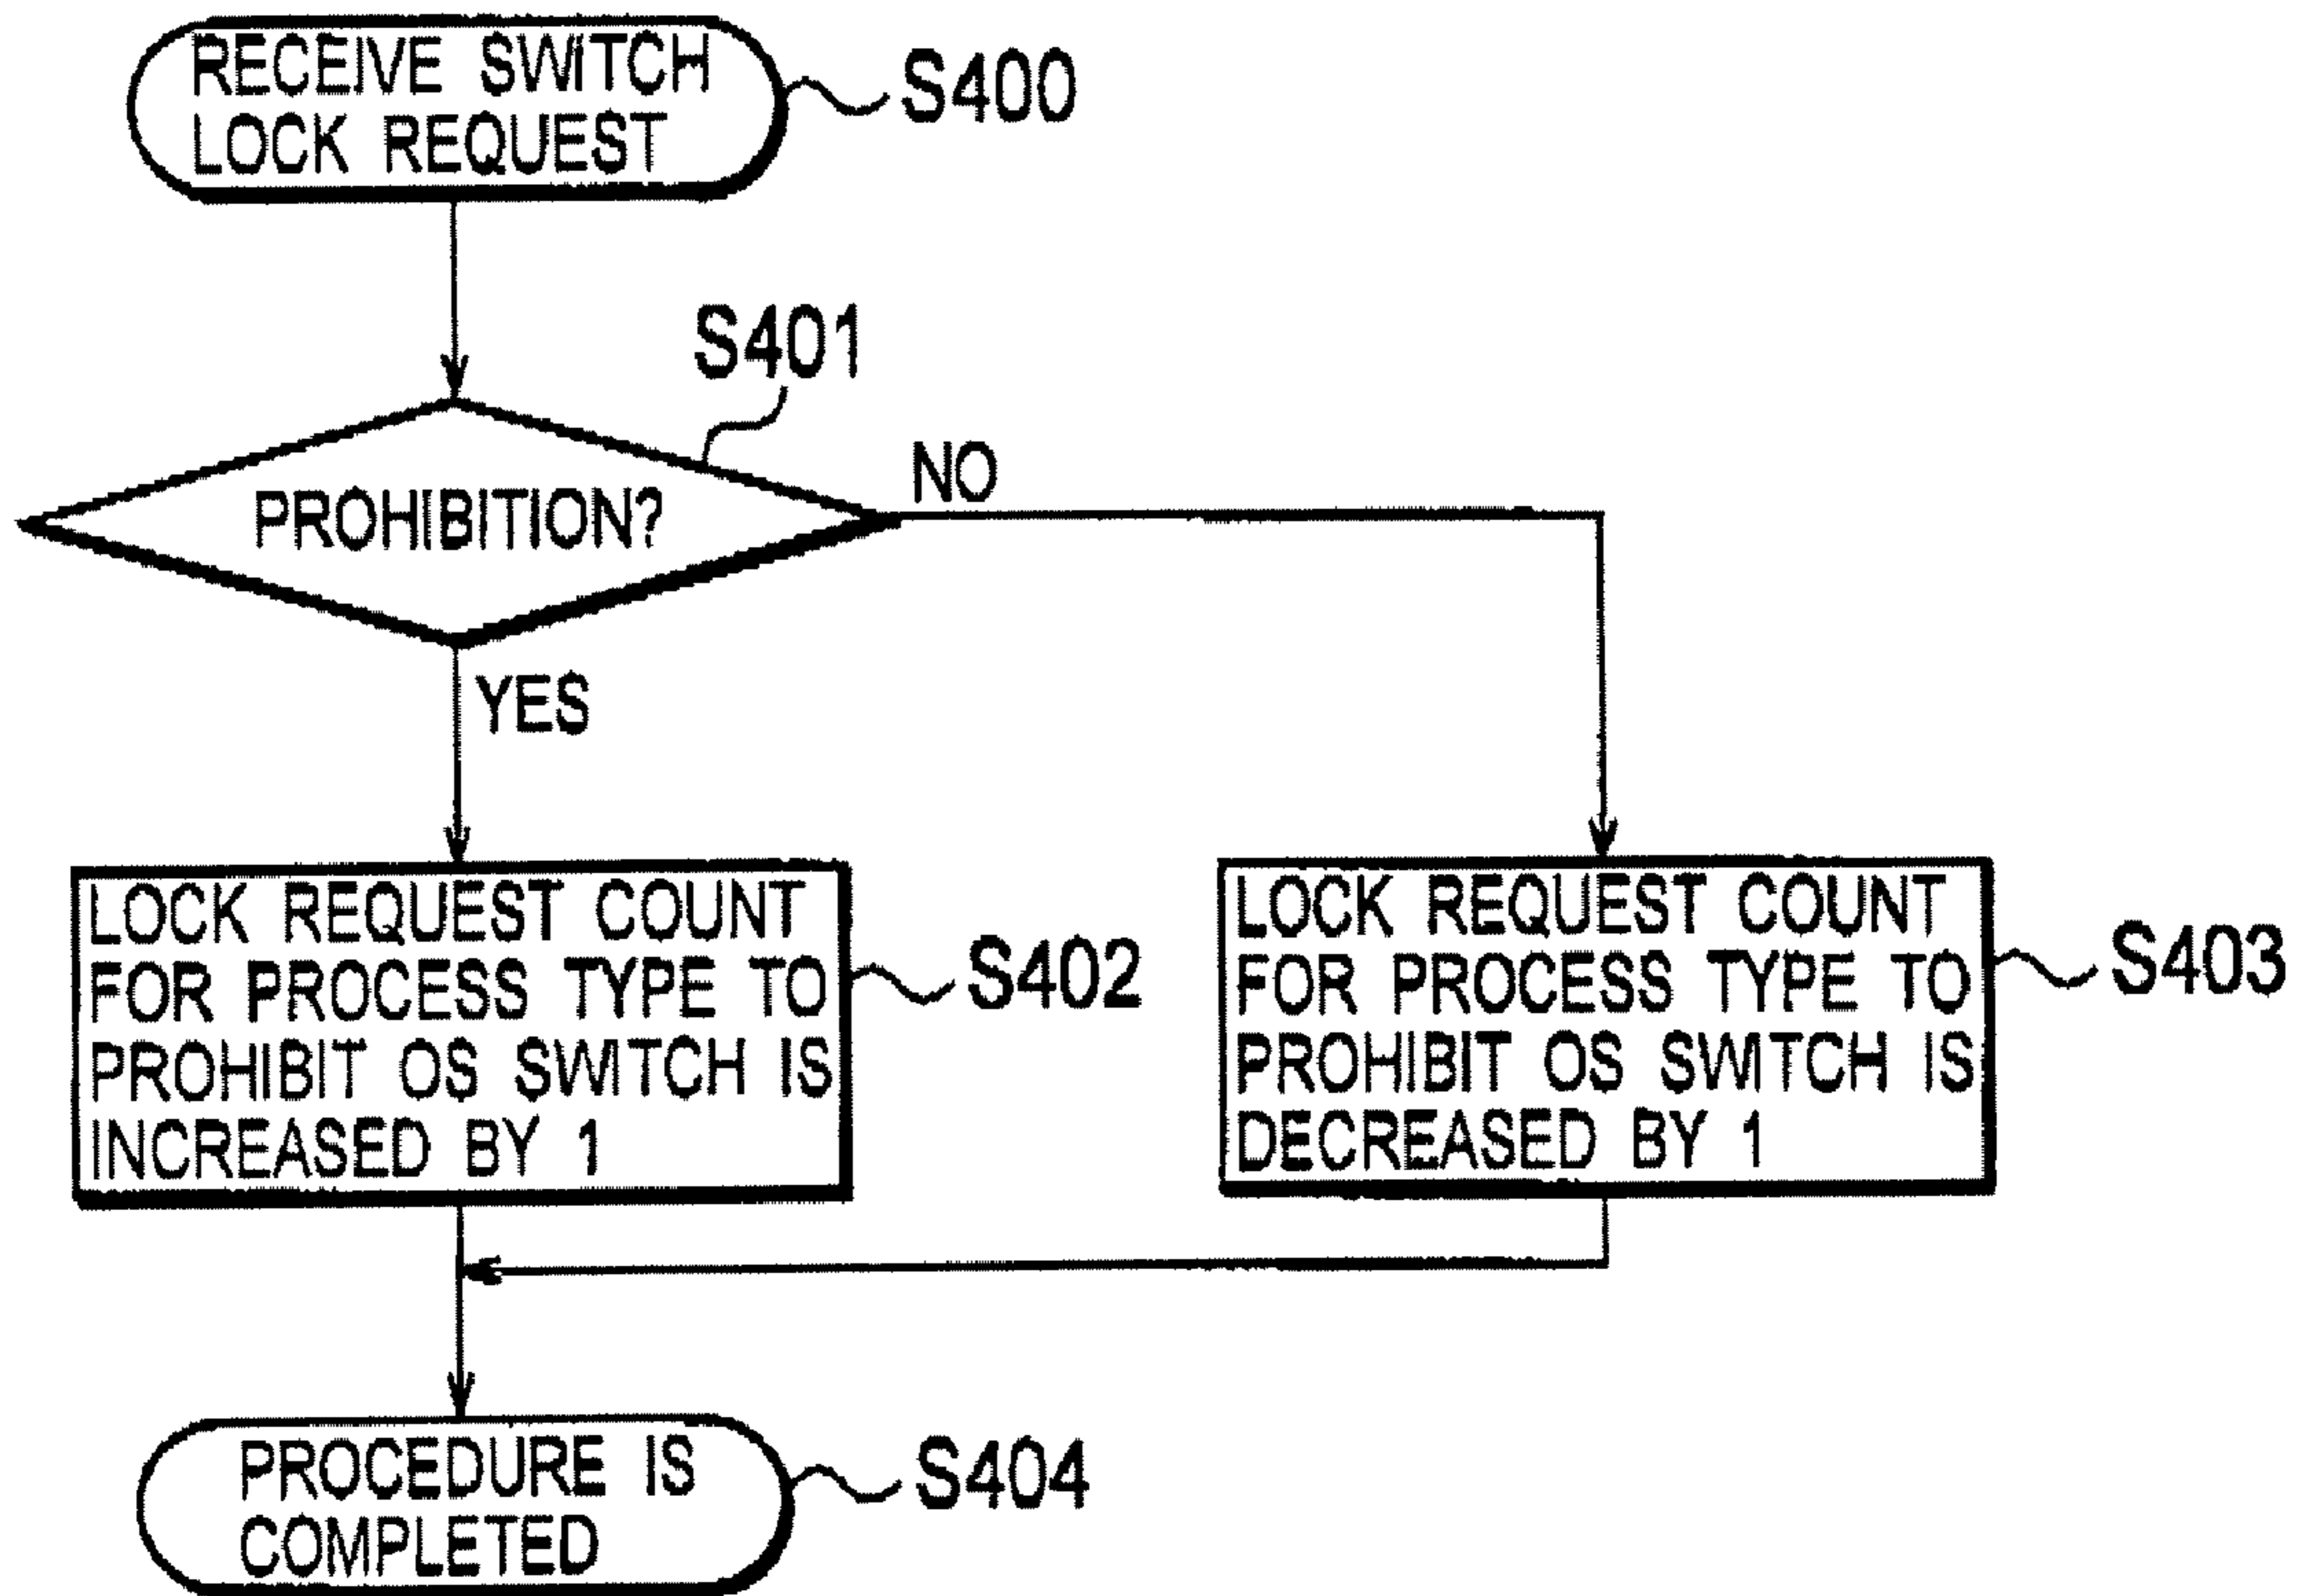 RECEIVE SWITCH
LOCK REQUEST
S400
S401
PROHIBITION?
NO
YES
LOCK REQUEST COUNT
FOR PROCESS TYPE TO
PROHIBIT OS SWITCH IS
INCREASED BY 1
S402
LOCK REQUEST COUNT
FOR PROCESS TYPE TO
PROHIBIT OS SWITCH IS
DECREASED BY 1
S403
PROCEDURE IS
COMPLETED
S404